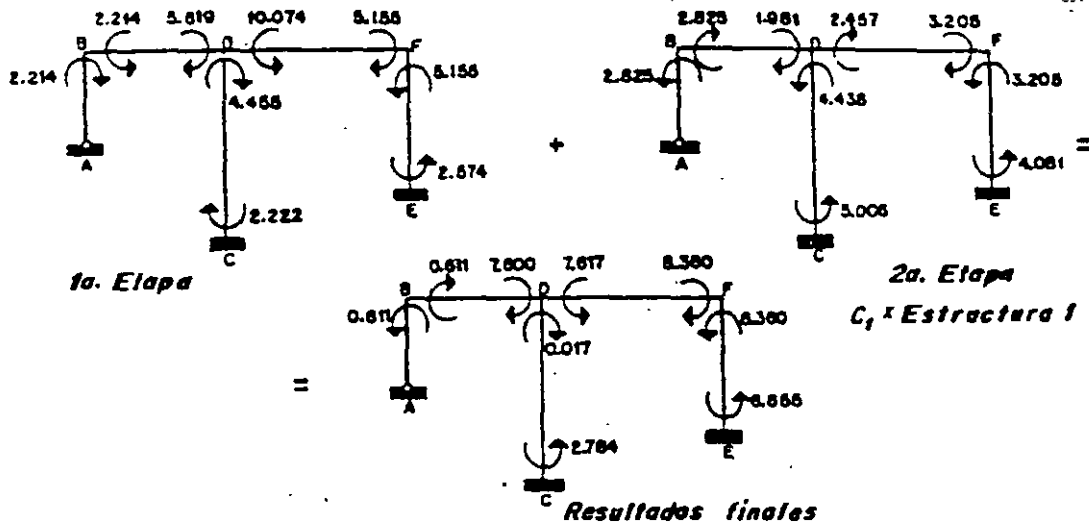 2.214 5.619 10.074 5.155
B D F
2.214 4.455 5.155
A
2.574
E
2.222
C
1a. Etapa
+
2.825 1.981 2.457 3.205
B D F
2.825 4.438 3.205
A
4.081
E
5.006
C
=
2a. Etapa
C₁ x Estructura 1
=
0.611 7.600 7.617 8.360
B D F
0.611 0.017 8.360
A
6.655
E
2.784
C
Resultados finales